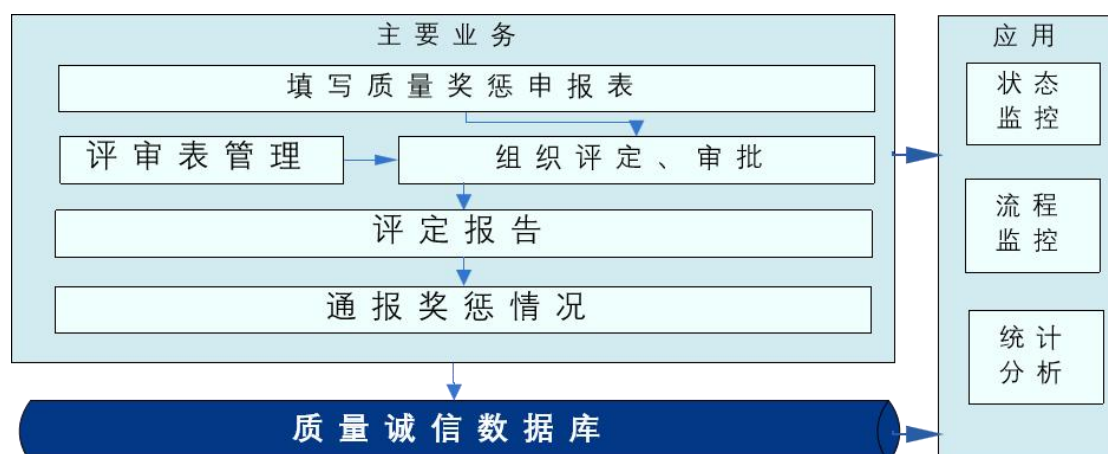 主要业务
填写质量奖惩申报表
评审表管理
组织评定、审批
评定报告
通报奖惩情况
质量诚信数据库
应用
状态
监控
流程
监控
统计
分析